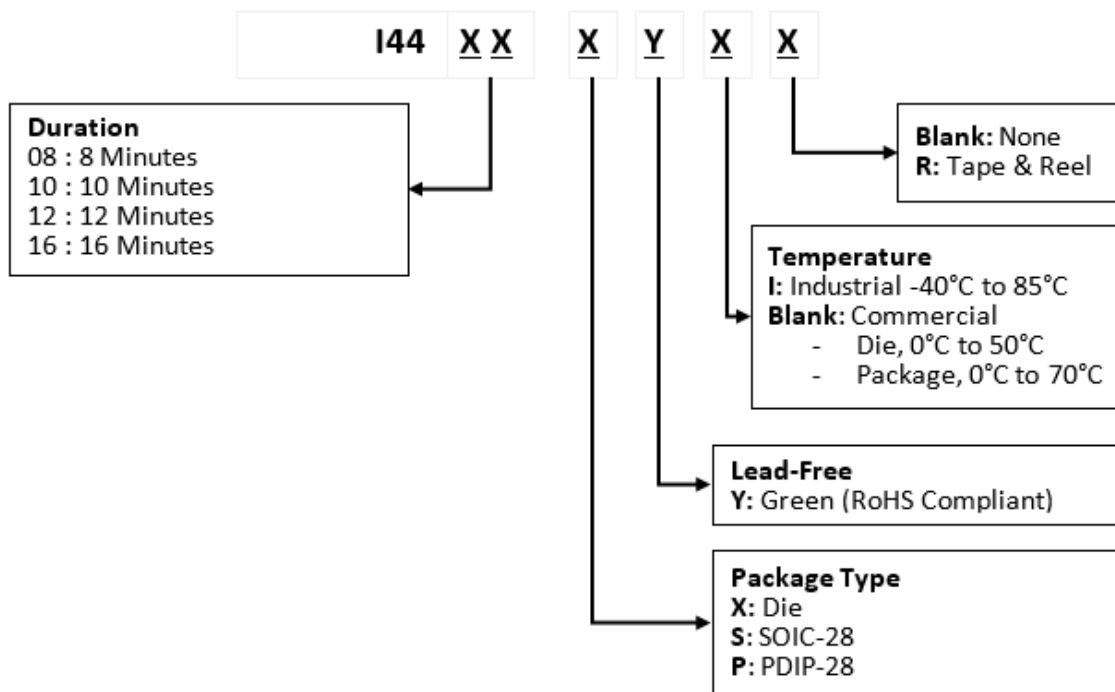 I44 X X X Y X X
Duration
08 : 8 Minutes
10 : 10 Minutes
12 : 12 Minutes
16 : 16 Minutes
Blank: None
R: Tape & Reel
Temperature
I: Industrial -40°C to 85°C
Blank: Commercial
- Die, 0°C to 50°C
- Package, 0°C to 70°C
Lead-Free
Y: Green (RoHS Compliant)
Package Type
X: Die
S: SOIC-28
P: PDIP-28